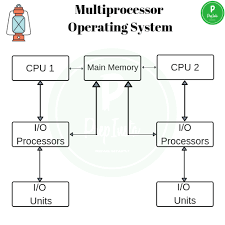 Multiprocessor
Operating System
CPU 1
Main Memory
CPU 2
I/O
Processors
I/O
Processors
I/O
Units
I/O
Units